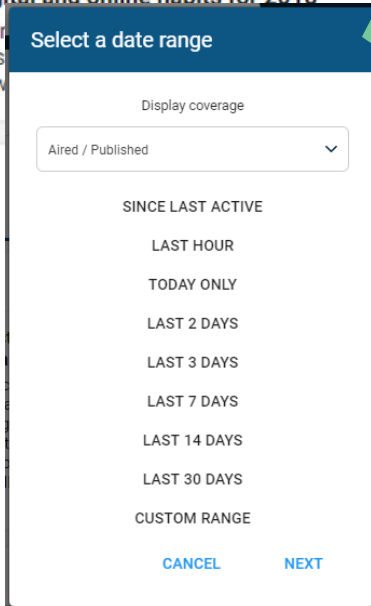 Select a date range
Display coverage
Aired / Published
SINCE LAST ACTIVE
LAST HOUR
TODAY ONLY
LAST 2 DAYS
LAST 3 DAYS
LAST 7 DAYS
LAST 14 DAYS
LAST 30 DAYS
CUSTOM RANGE
CANCEL NEXT